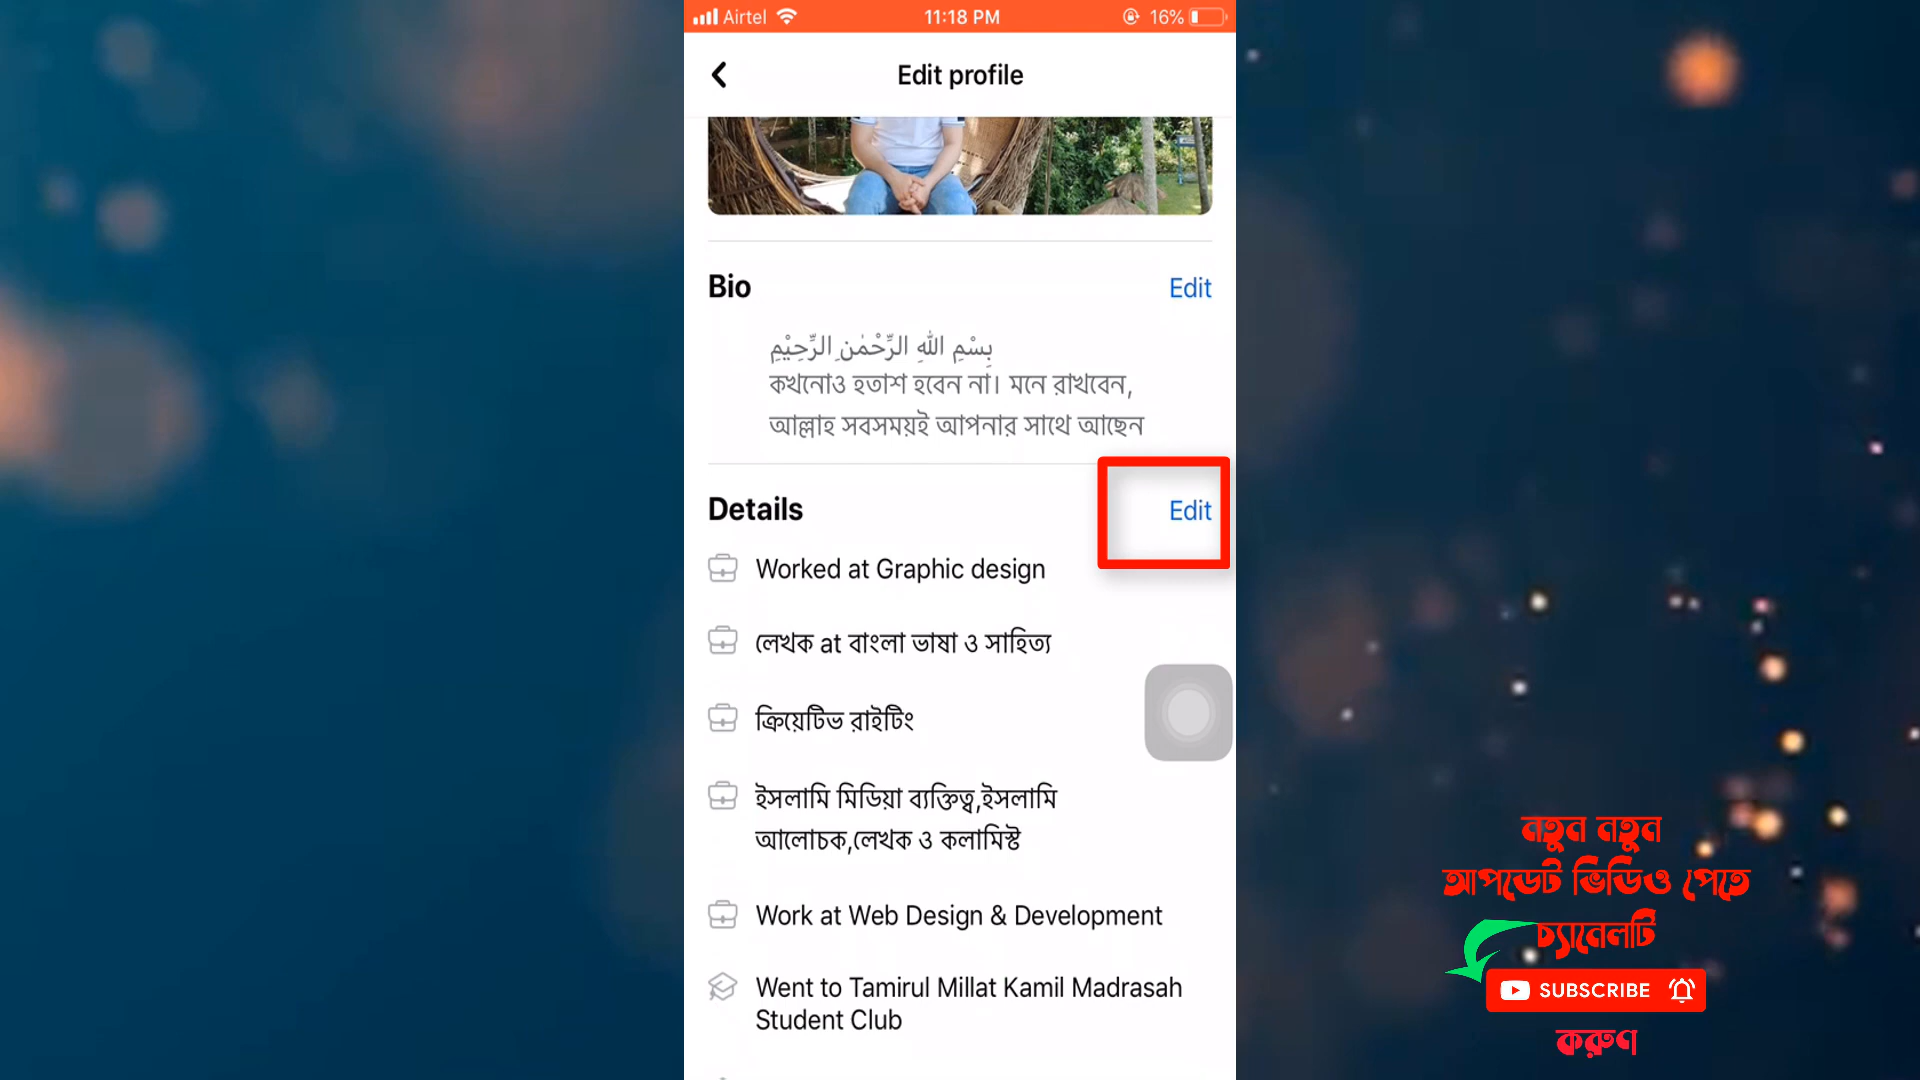 Airtel
11:18 PM
16%
Edit profile
Bio
Edit
بِسْمِ اللهِ الرَّحْمٰنِ الرَّحِيْمِ
কখনোও হতাশ হবেন না। মনে রাখবেন,
আল্লাহ সবসময়ই আপনার সাথে আছেন
Details
Edit
Worked at Graphic design
লেখক at বাংলা ভাষা ও সাহিত্য
ক্রিয়েটিভ রাইটিং
ইসলামি মিডিয়া ব্যক্তিত্ব,ইসলামি
আলোচক,লেখক ও কলামিস্ট
Work at Web Design & Development
Went to Tamirul Millat Kamil Madrasah
Student Club
নতুন নতুন
আপডেট ভিডিও পেতে
চ্যানেলটি
SUBSCRIBE
করুণ